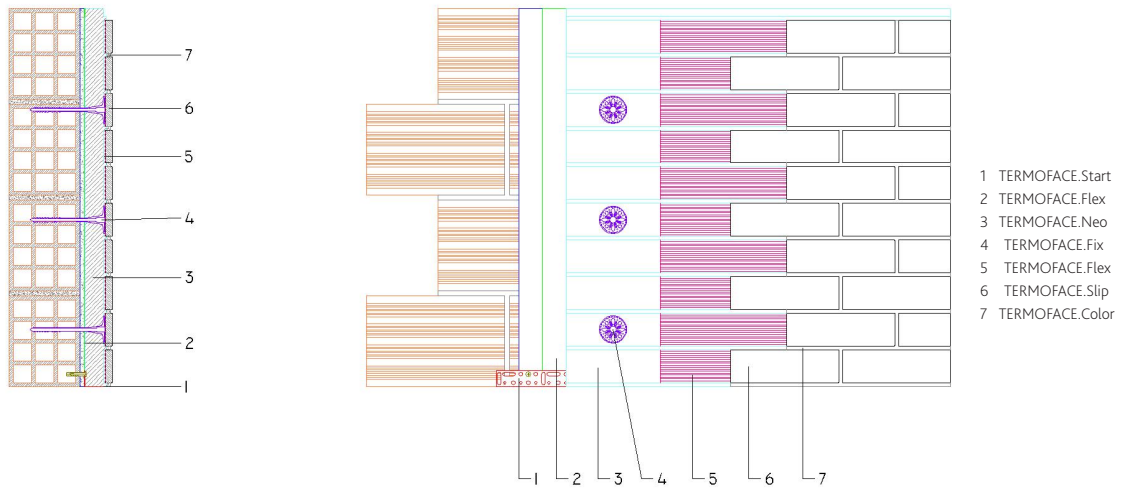 7
6
5
4
3
2
1
1 2 3 4 5 6 7
1 TERMOFACE.Start
2 TERMOFACE.Flex
3 TERMOFACE.Neo
4 TERMOFACE.Fix
5 TERMOFACE.Flex
6 TERMOFACE.Slip
7 TERMOFACE.Color